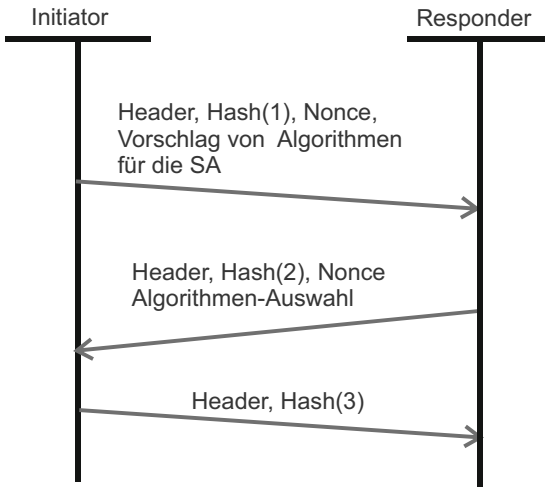 Initiator
Responder
Header, Hash(1), Nonce,
Vorschlag von Algorithmen
für die SA
Header, Hash(2), Nonce
Algorithmen-Auswahl
Header, Hash(3)